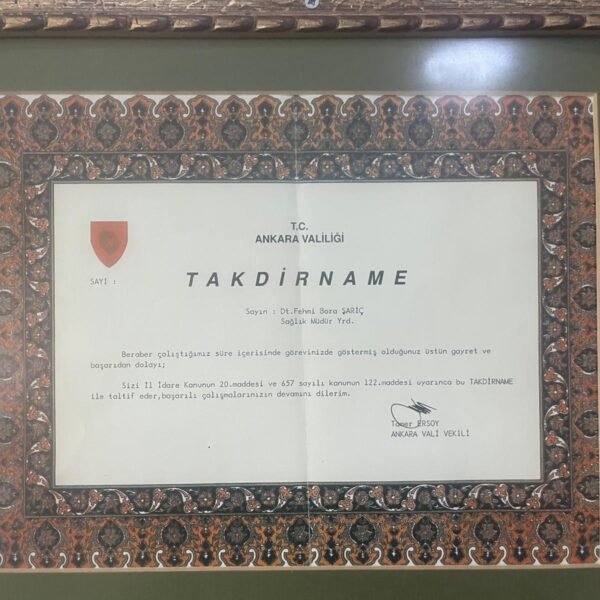 T.C.
ANKARA VALİLİĞİ
TAKDİRNAME
SAYI :
Sayın : Dt.Fehmi Bora ŞARİÇ
Sağlık Müdür Yrd.
Beraber çalıştığımız süre içerisinde görevinizde göstermiş olduğunuz üstün gayret ve
başarıdan dolayı;
Sizi İl İdare Kanunun 20.maddesi ve 657 sayılı kanunun 122.maddesi uyarınca bu TAKDİRNAME
ile taltif eder,başarılı çalışmalarınızın devamını dilerim.
Taner ERSOY
ANKARA VALİ VEKİLİ